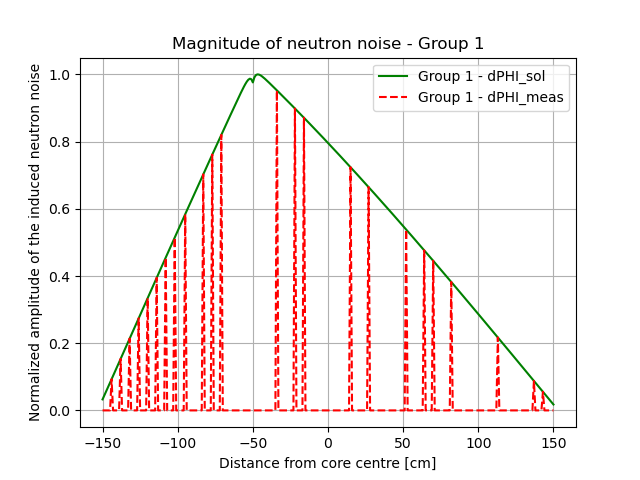 Magnitude of neutron noise - Group 1
Normalized amplitude of the induced neutron noise
1.0
0.8
0.6
0.4
0.2
0.0
Group 1 - dPHI_sol
Group 1 - dPHI_meas
−150 −100 −50 0 50 100 150
Distance from core centre [cm]